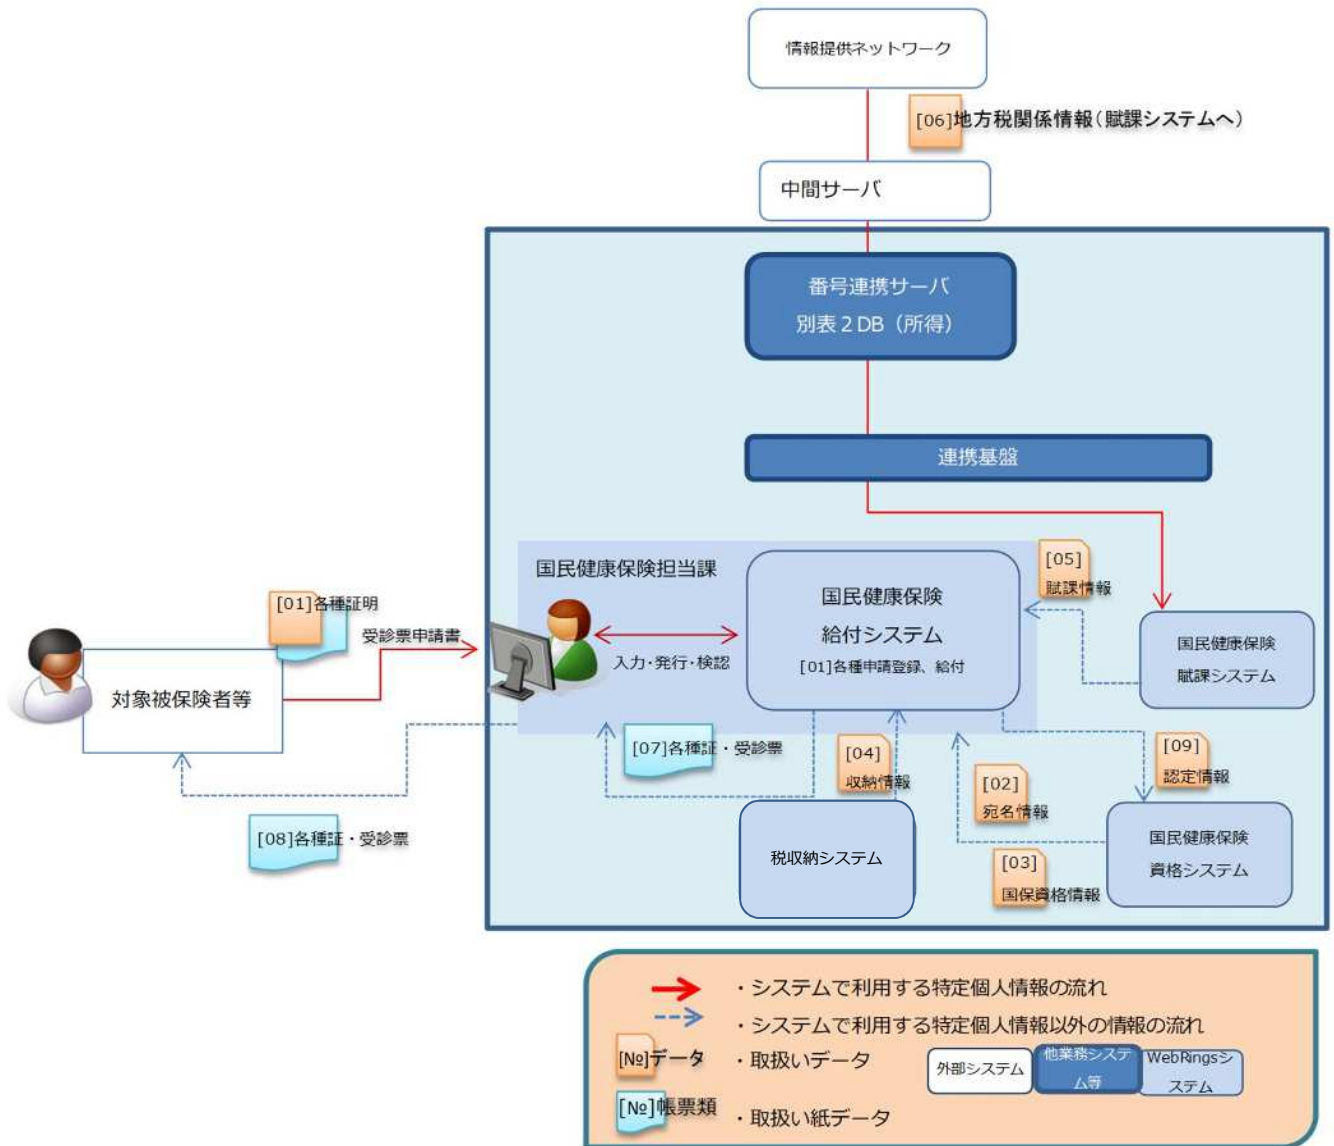 情報提供ネットワーク
[06]地方税関係情報(賦課システムへ)
中間サーバ
番号連携サーバ
別表2DB(所得)
連携基盤
国民健康保険担当課
国民健康保険
給付システム
[01]各種申請登録、給付
入力・発行・検認
[05]
賦課情報
国民健康保険
賦課システム
[01]各種証明
受診票申請書
対象被保険者等
[07]各種証・受診票
[04]
収納情報
[02]
宛名情報
[09]
認定情報
[08]各種証・受診票
税収納システム
[03]
国保資格情報
国民健康保険
資格システム
・システムで利用する特定個人情報の流れ
・システムで利用する特定個人情報以外の情報の流れ
[№]データ ・取扱いデータ
外部システム
他業務システ
ム等
WebRingsシ
ステム
[№]帳票類 ・取扱い紙データ